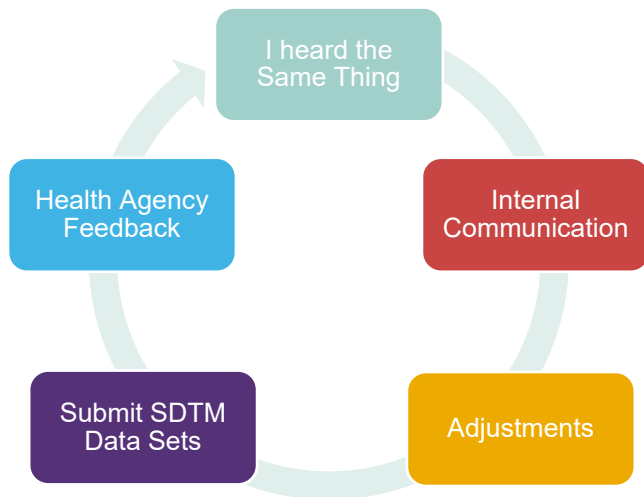 I heard the
Same Thing
Internal
Communication
Adjustments
Submit SDTM
Data Sets
Health Agency
Feedback